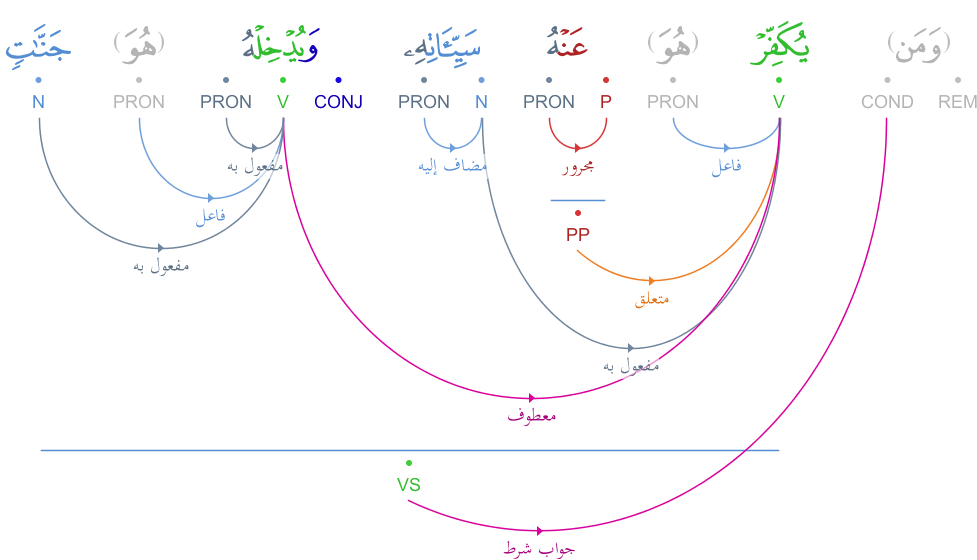 (وَمَن) يُكَفِّرْ (هُوَ) عَنْهُ سَيِّـَٔاتِهِۦ وَيُدْخِلْهُ (هُوَ) جَنَّـٰتٍ
REM COND V PRON P PRON N PRON CONJ V PRON PRON N
فاعل مجرور مضاف إليه مفعول به
PP
فاعل
مفعول به
متعلق
مفعول به
معطوف
VS
جواب شرط